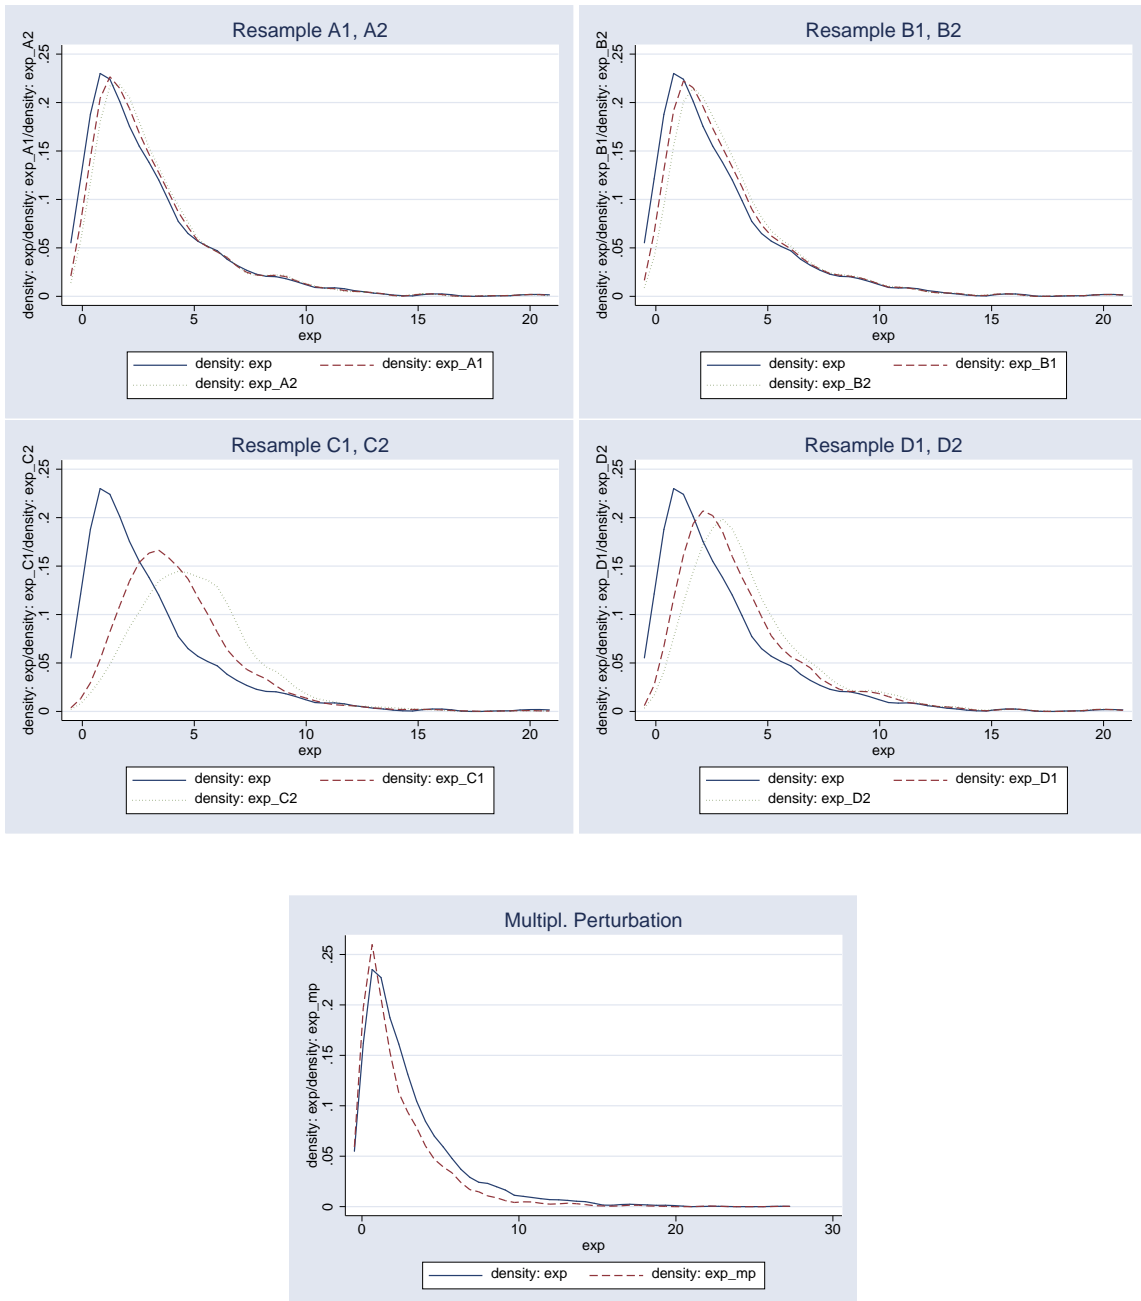 Resample A1, A2
density: exp/density: exp_A1/density: exp_A2
.25
.2
.15
.1
.05
0
0 5 10 15 20
exp
density: exp density: exp_A1
density: exp_A2
Resample B1, B2
density: exp/density: exp_B1/density: exp_B2
.25
.2
.15
.1
.05
0
0 5 10 15 20
exp
density: exp density: exp_B1
density: exp_B2
Resample C1, C2
density: exp/density: exp_C1/density: exp_C2
.25
.2
.15
.1
.05
0
0 5 10 15 20
exp
density: exp density: exp_C1
density: exp_C2
Resample D1, D2
density: exp/density: exp_D1/density: exp_D2
.25
.2
.15
.1
.05
0
0 5 10 15 20
exp
density: exp density: exp_D1
density: exp_D2
Multipl. Perturbation
density: exp/density: exp_mp
.25
.2
.15
.1
.05
0
0 10 20 30
exp
density: exp density: exp_mp